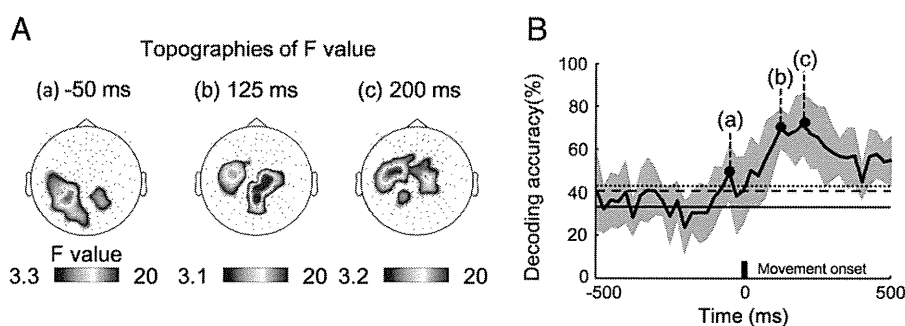 A
Topographies of F value
(a) -50 ms
(b) 125 ms
(c) 200 ms
F value
3.3
20
3.1
20
3.2
20
B
Decoding accuracy(%)
100
80
60
40
20
0
(a)
(b)
(c)
Movement onset
-500
0
500
Time (ms)